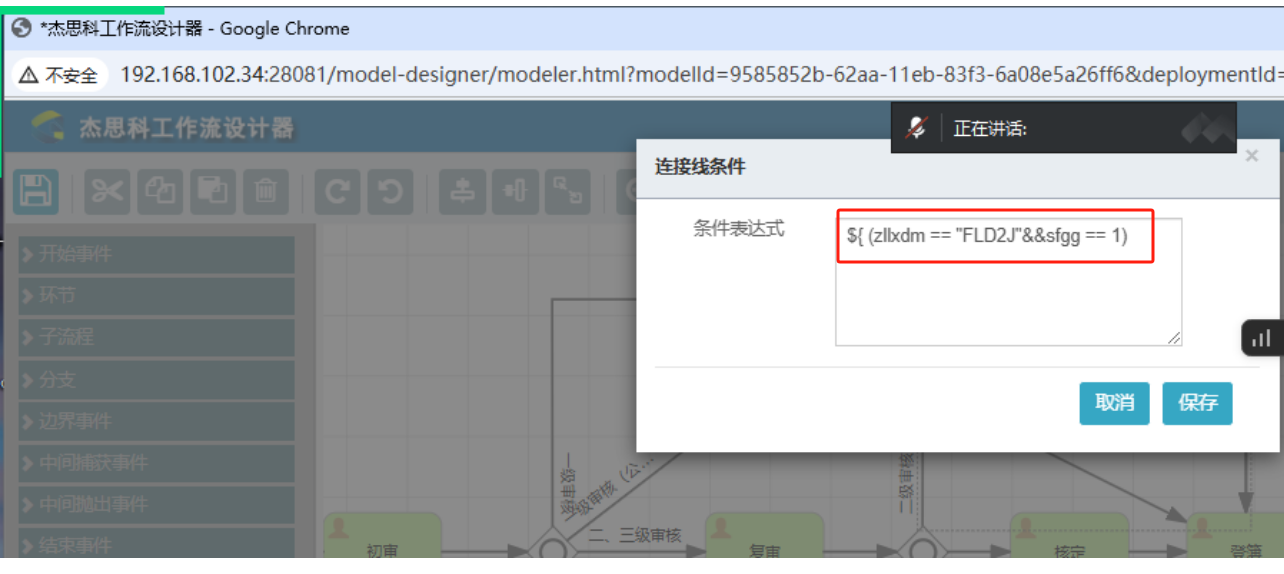 *杰思科工作流设计器 - Google Chrome
不安全 192.168.102.34:28081/model-designer/modeler.html?modelId=9585852b-62aa-11eb-83f3-6a08e5a26ff6&deploymentId=
杰思科工作流设计器
正在讲话:
连接线条件
×
条件表达式
${ (zllxdm == "FLD2J"&&sfgg == 1)
取消
保存
开始事件
环节
子流程
分支
边界事件
中间捕获事件
中间抛出事件
结束事件
一级审核
级审核（公...
二、三级审核
二级审核
初审
复审
核定
登簿